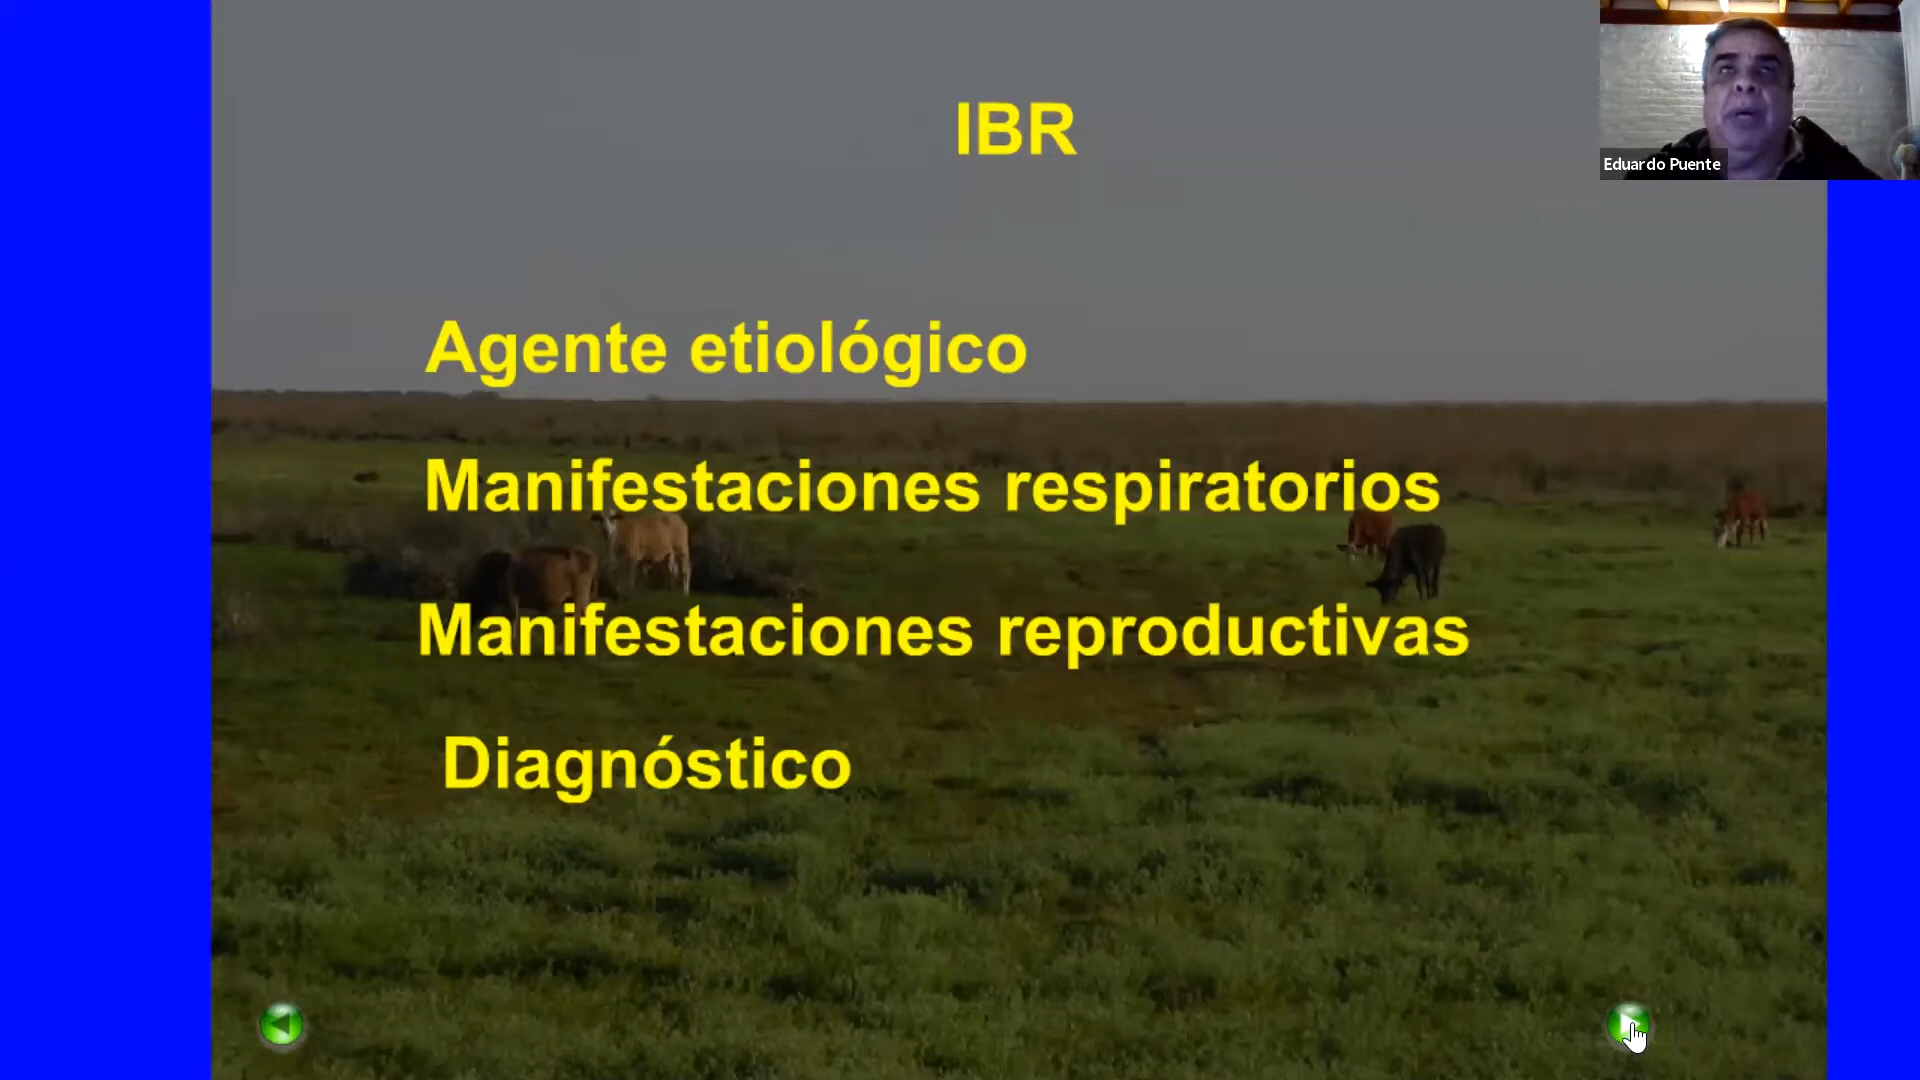 IBR
Eduardo Puente
Agente etiológico
Manifestaciones respiratorios
Manifestaciones reproductivas
Diagnóstico